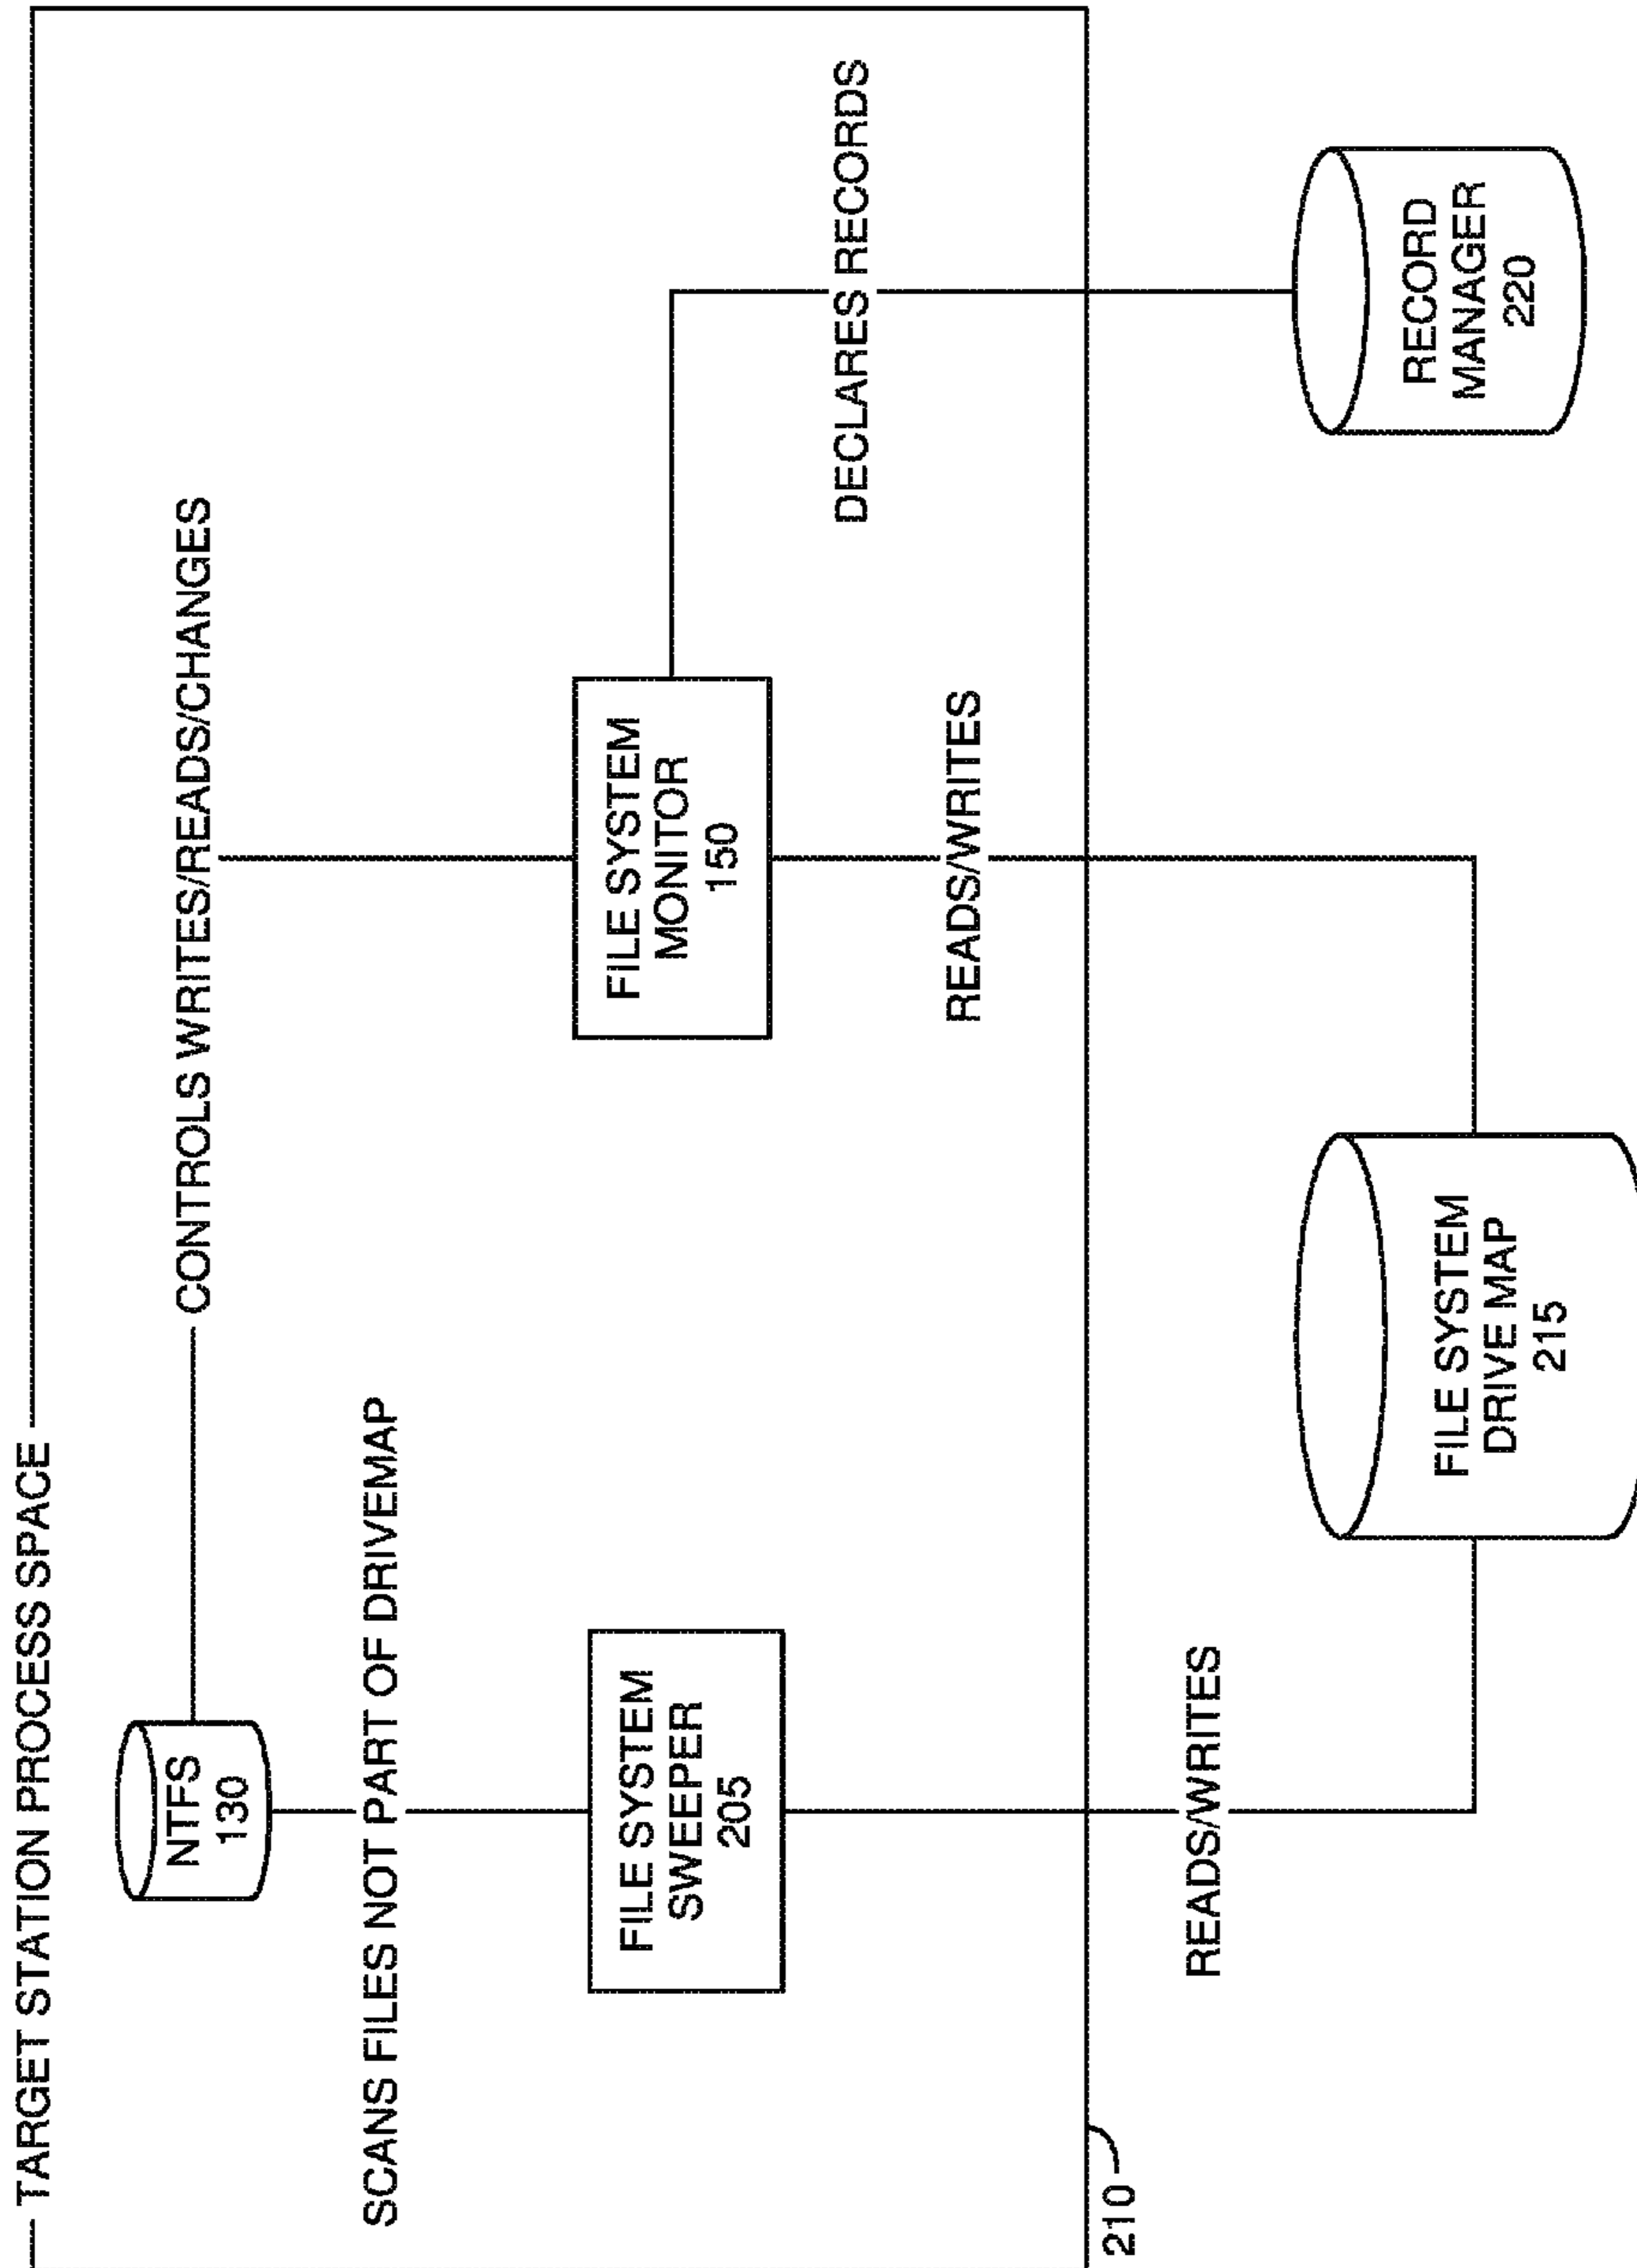 TARGET STATION PROCESS SPACE
NTFS
130
CONTROLS WRITES/READS/CHANGES
SCANS FILES NOT PART OF DRIVEMAP
FILE SYSTEM
SWEEPER
205
FILE SYSTEM
MONITOR
150
DECLARES RECORDS
READS/WRITES
210
READS/WRITES
FILE SYSTEM
DRIVE MAP
215
RECORD
MANAGER
220